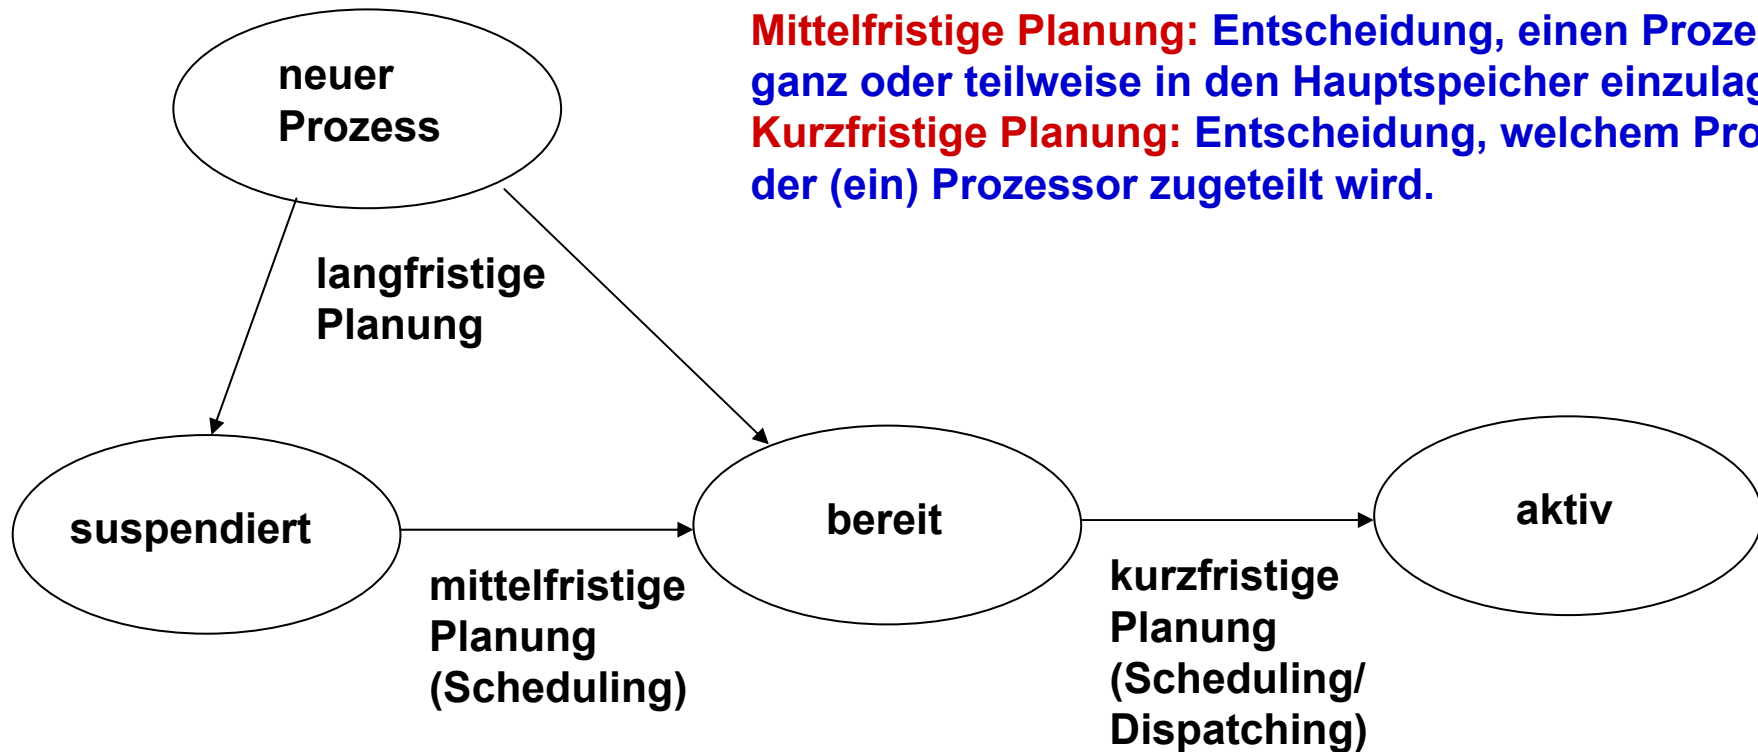 Mittelfristige Planung: Entscheidung, einen Proze
ganz oder teilweise in den Hauptspeicher einzulag
Kurzfristige Planung: Entscheidung, welchem Pro
der (ein) Prozessor zugeteilt wird.
neuer
Prozess
langfristige
Planung
suspendiert
mittelfristige
Planung
(Scheduling)
bereit
kurzfristige
Planung
(Scheduling/
Dispatching)
aktiv